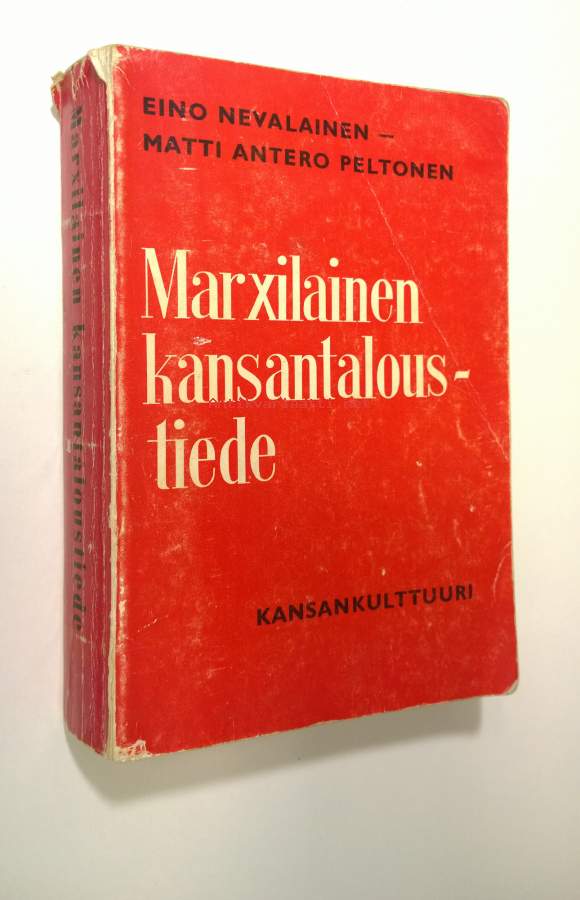 EINO NEVALAINEN –
MATTI ANTERO PELTONEN
Marxilainen
kansantalous-
tiede
KANSANKULTTUURI
Marxilainen kansantaloustiede